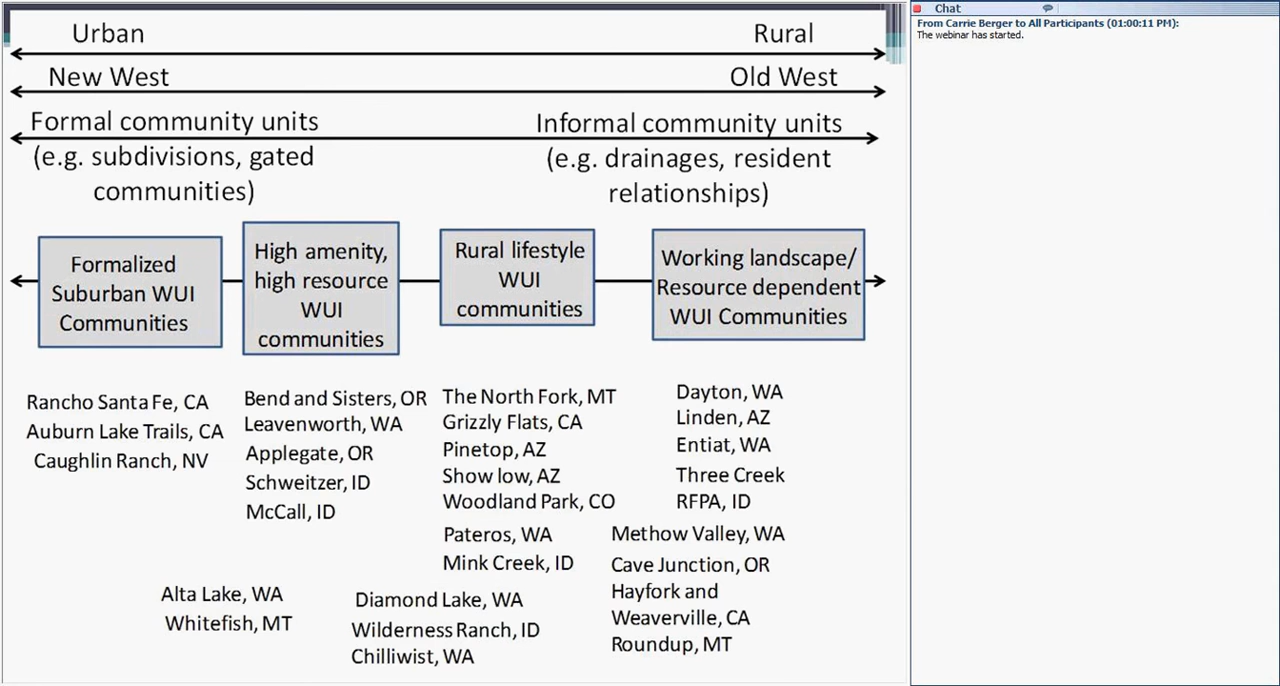 Urban
Rural
New West
Old West
Formal community units
(e.g. subdivisions, gated
communities)
Informal community units
(e.g. drainages, resident
relationships)
Formalized
Suburban WUI
Communities
High amenity,
high resource
WUI
communities
Rural lifestyle
WUI
communities
Working landscape/
Resource dependent
WUI Communities
Rancho Santa Fe, CA
Auburn Lake Trails, CA
Caughlin Ranch, NV
Bend and Sisters, OR
Leavenworth, WA
Applegate, OR
Schweitzer, ID
McCall, ID
The North Fork, MT
Grizzly Flats, CA
Pinetop, AZ
Show low, AZ
Woodland Park, CO
Pateros, WA
Mink Creek, ID
Dayton, WA
Linden, AZ
Entiat, WA
Three Creek
RFPA, ID
Methow Valley, WA
Cave Junction, OR
Hayfork and
Weaverville, CA
Roundup, MT
Alta Lake, WA
Whitefish, MT
Diamond Lake, WA
Wilderness Ranch, ID
Chilliwist, WA
Chat
From Carrie Berger to All Participants (01:00:11 PM):
The webinar has started.